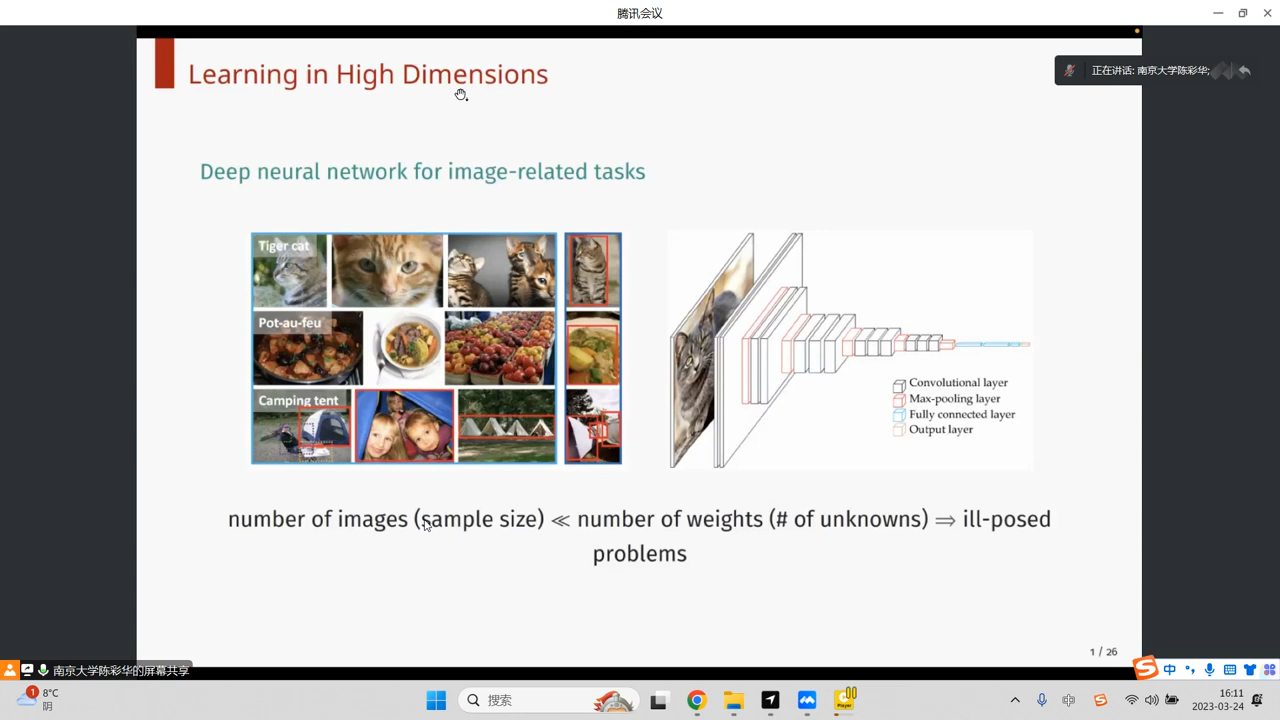 腾讯会议
Learning in High Dimensions
正在讲话: 南京大学陈彩华;
Deep neural network for image-related tasks
Tiger cat
Pot-au-feu
Camping tent
Convolutional layer
Max-pooling layer
Fully connected layer
Output layer
number of images (sample size) ≪ number of weights (# of unknowns) ⇒ ill-posed
problems
1 / 26
南京大学陈彩华的屏幕共享
中
1
8°C
阴
搜索
Player
中
16:11
2023-03-24